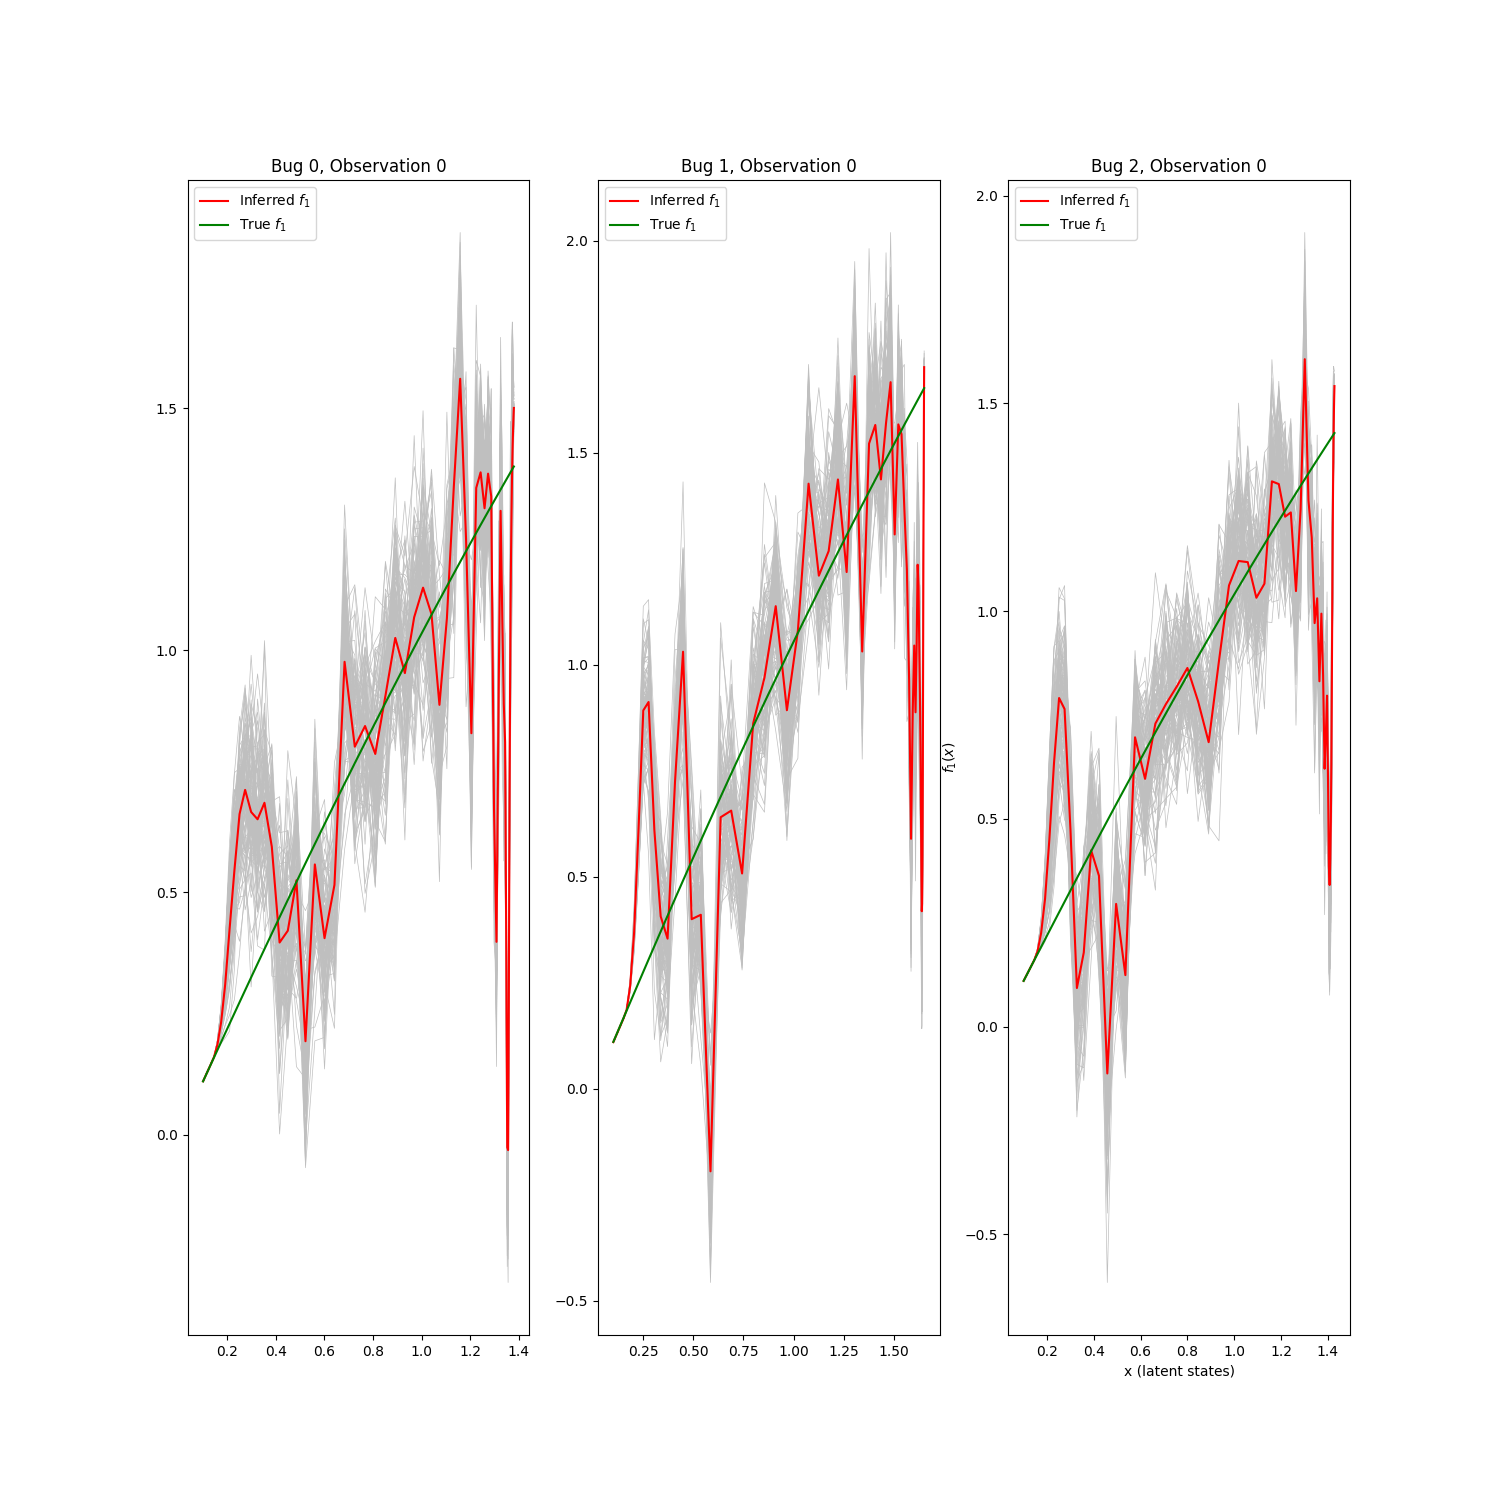 Bug 0, Observation 0
Inferred f₁
True f₁
1.5
1.0
0.5
0.0
0.2 0.4 0.6 0.8 1.0 1.2 1.4
Bug 1, Observation 0
Inferred f₁
True f₁
2.0
1.5
1.0
0.5
0.0
−0.5
0.25 0.50 0.75 1.00 1.25 1.50
Bug 2, Observation 0
Inferred f₁
True f₁
f₁(x)
2.0
1.5
1.0
0.5
0.0
−0.5
0.2 0.4 0.6 0.8 1.0 1.2 1.4
x (latent states)